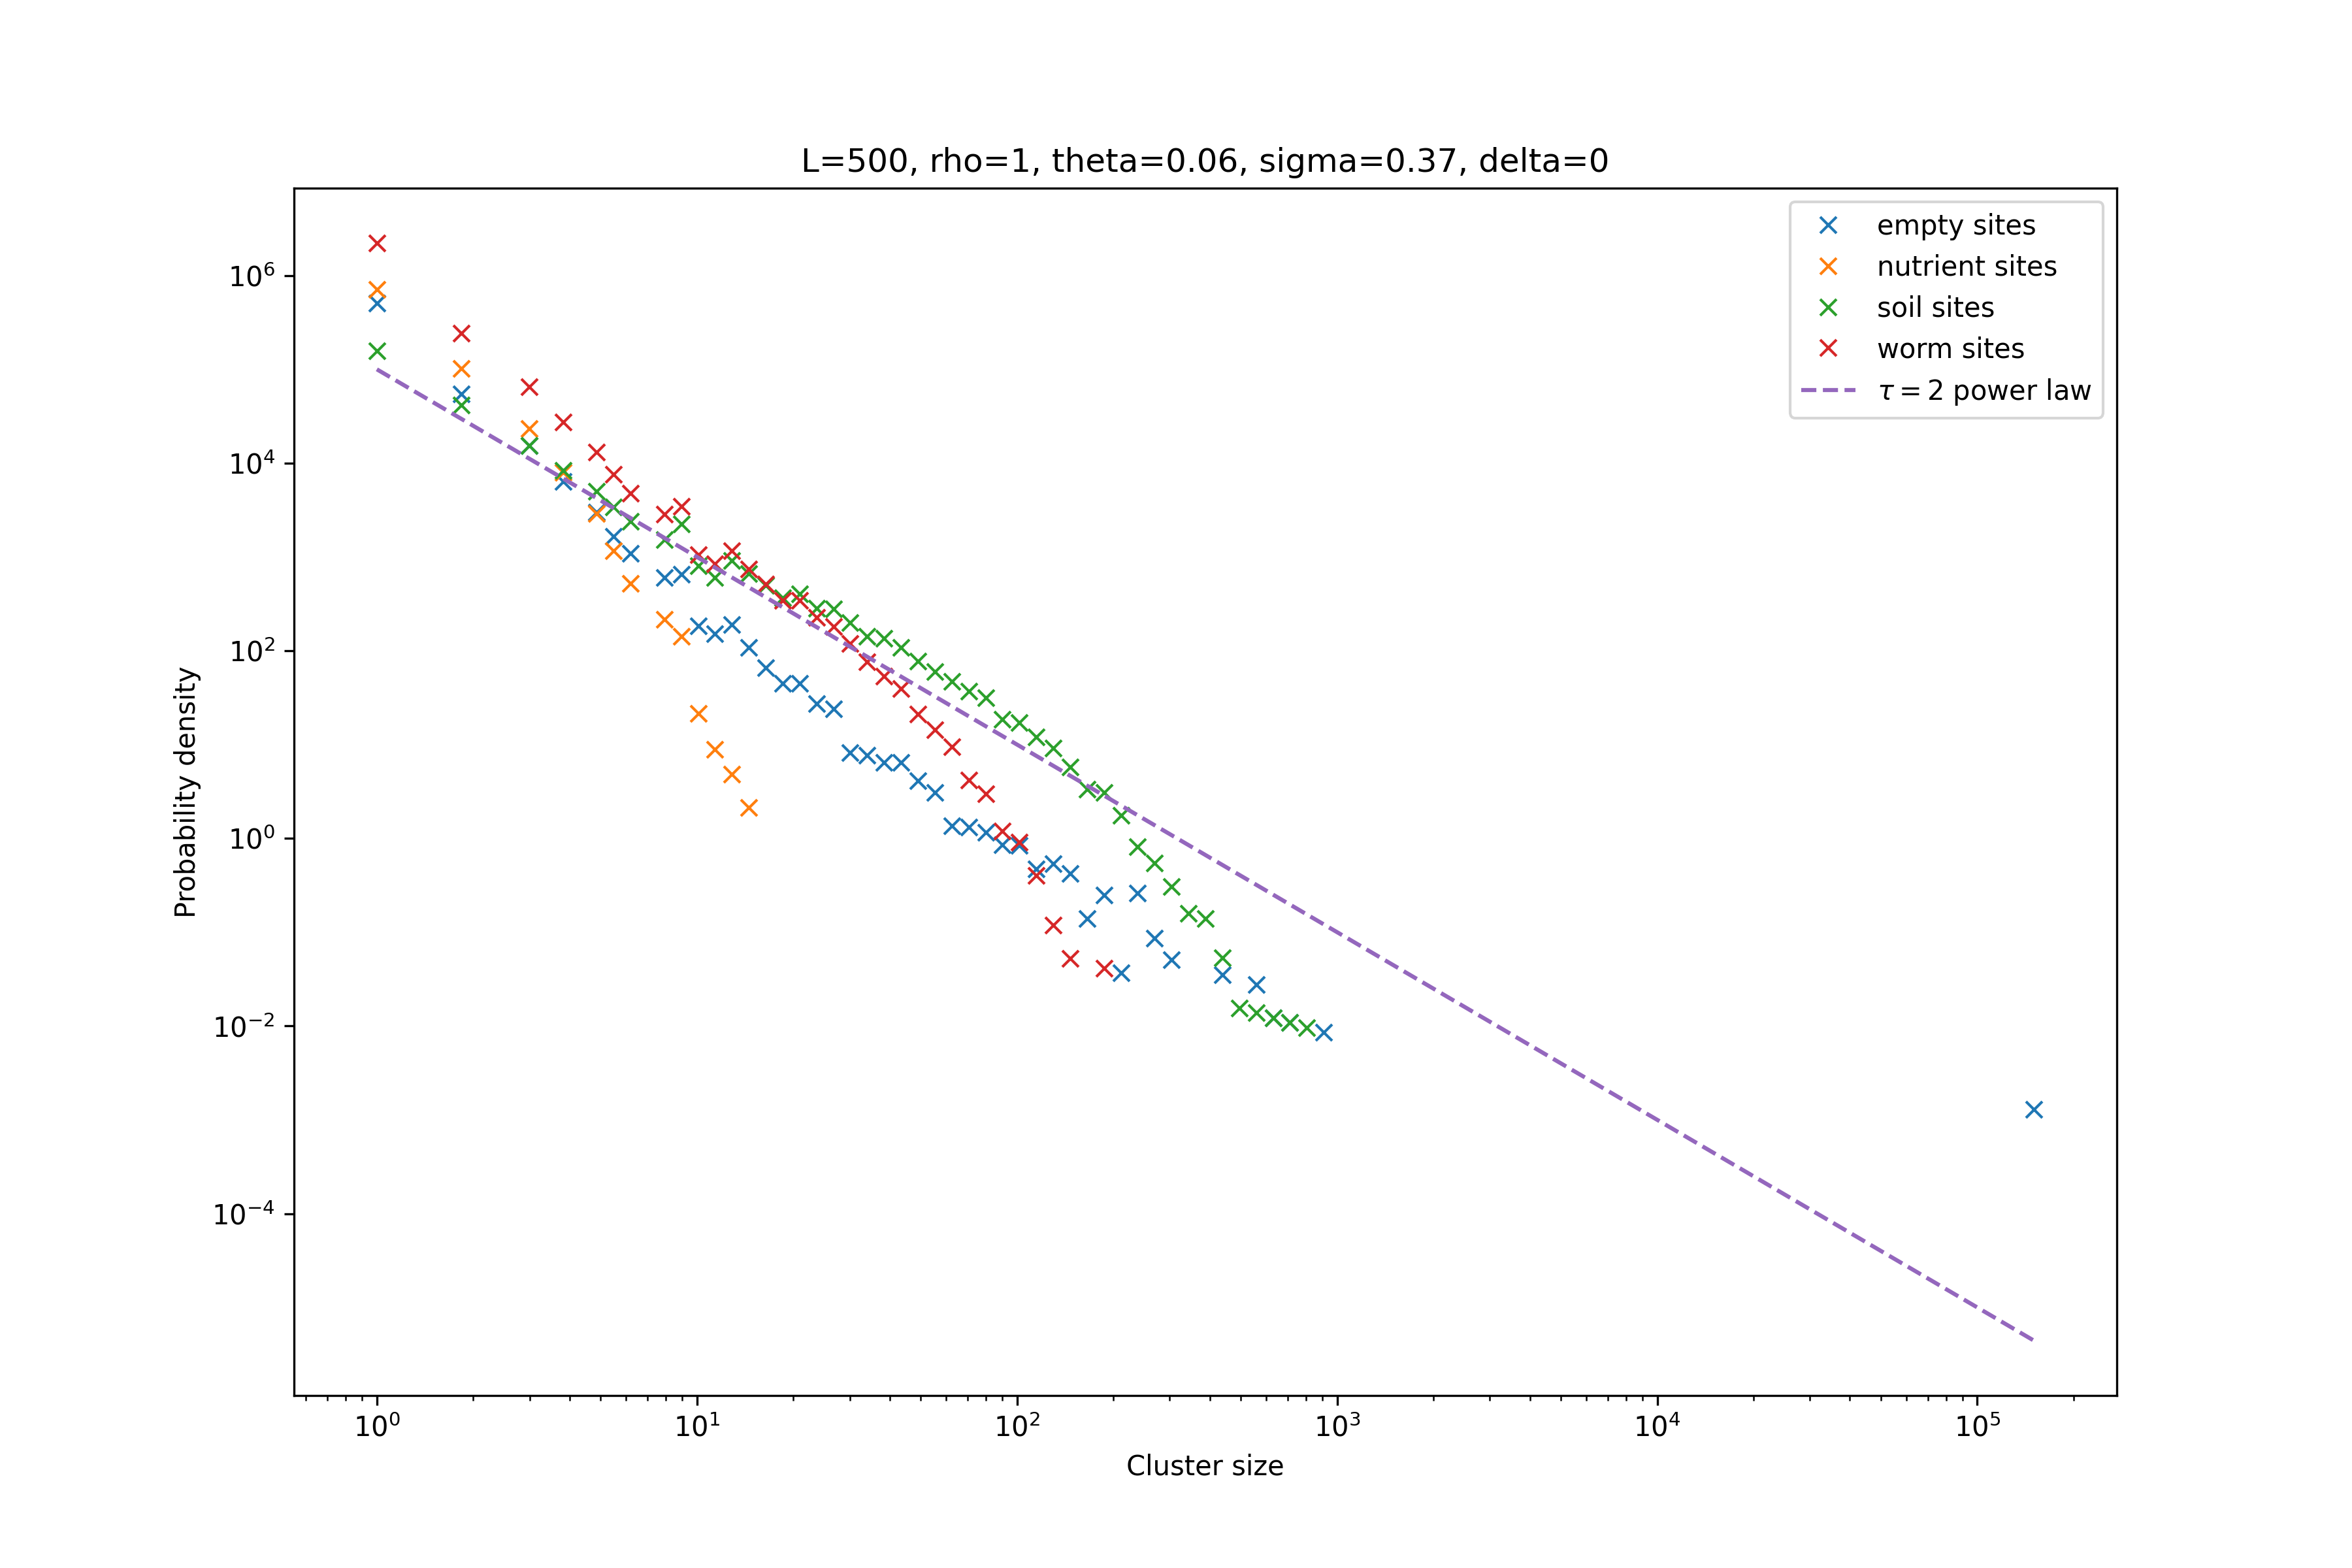 L=500, rho=1, theta=0.06, sigma=0.37, delta=0
empty sites
nutrient sites
soil sites
worm sites
τ = 2 power law
10⁶
10⁴
10²
10⁰
10⁻²
10⁻⁴
Probability density
10⁰ 10¹ 10² 10³ 10⁴ 10⁵
Cluster size